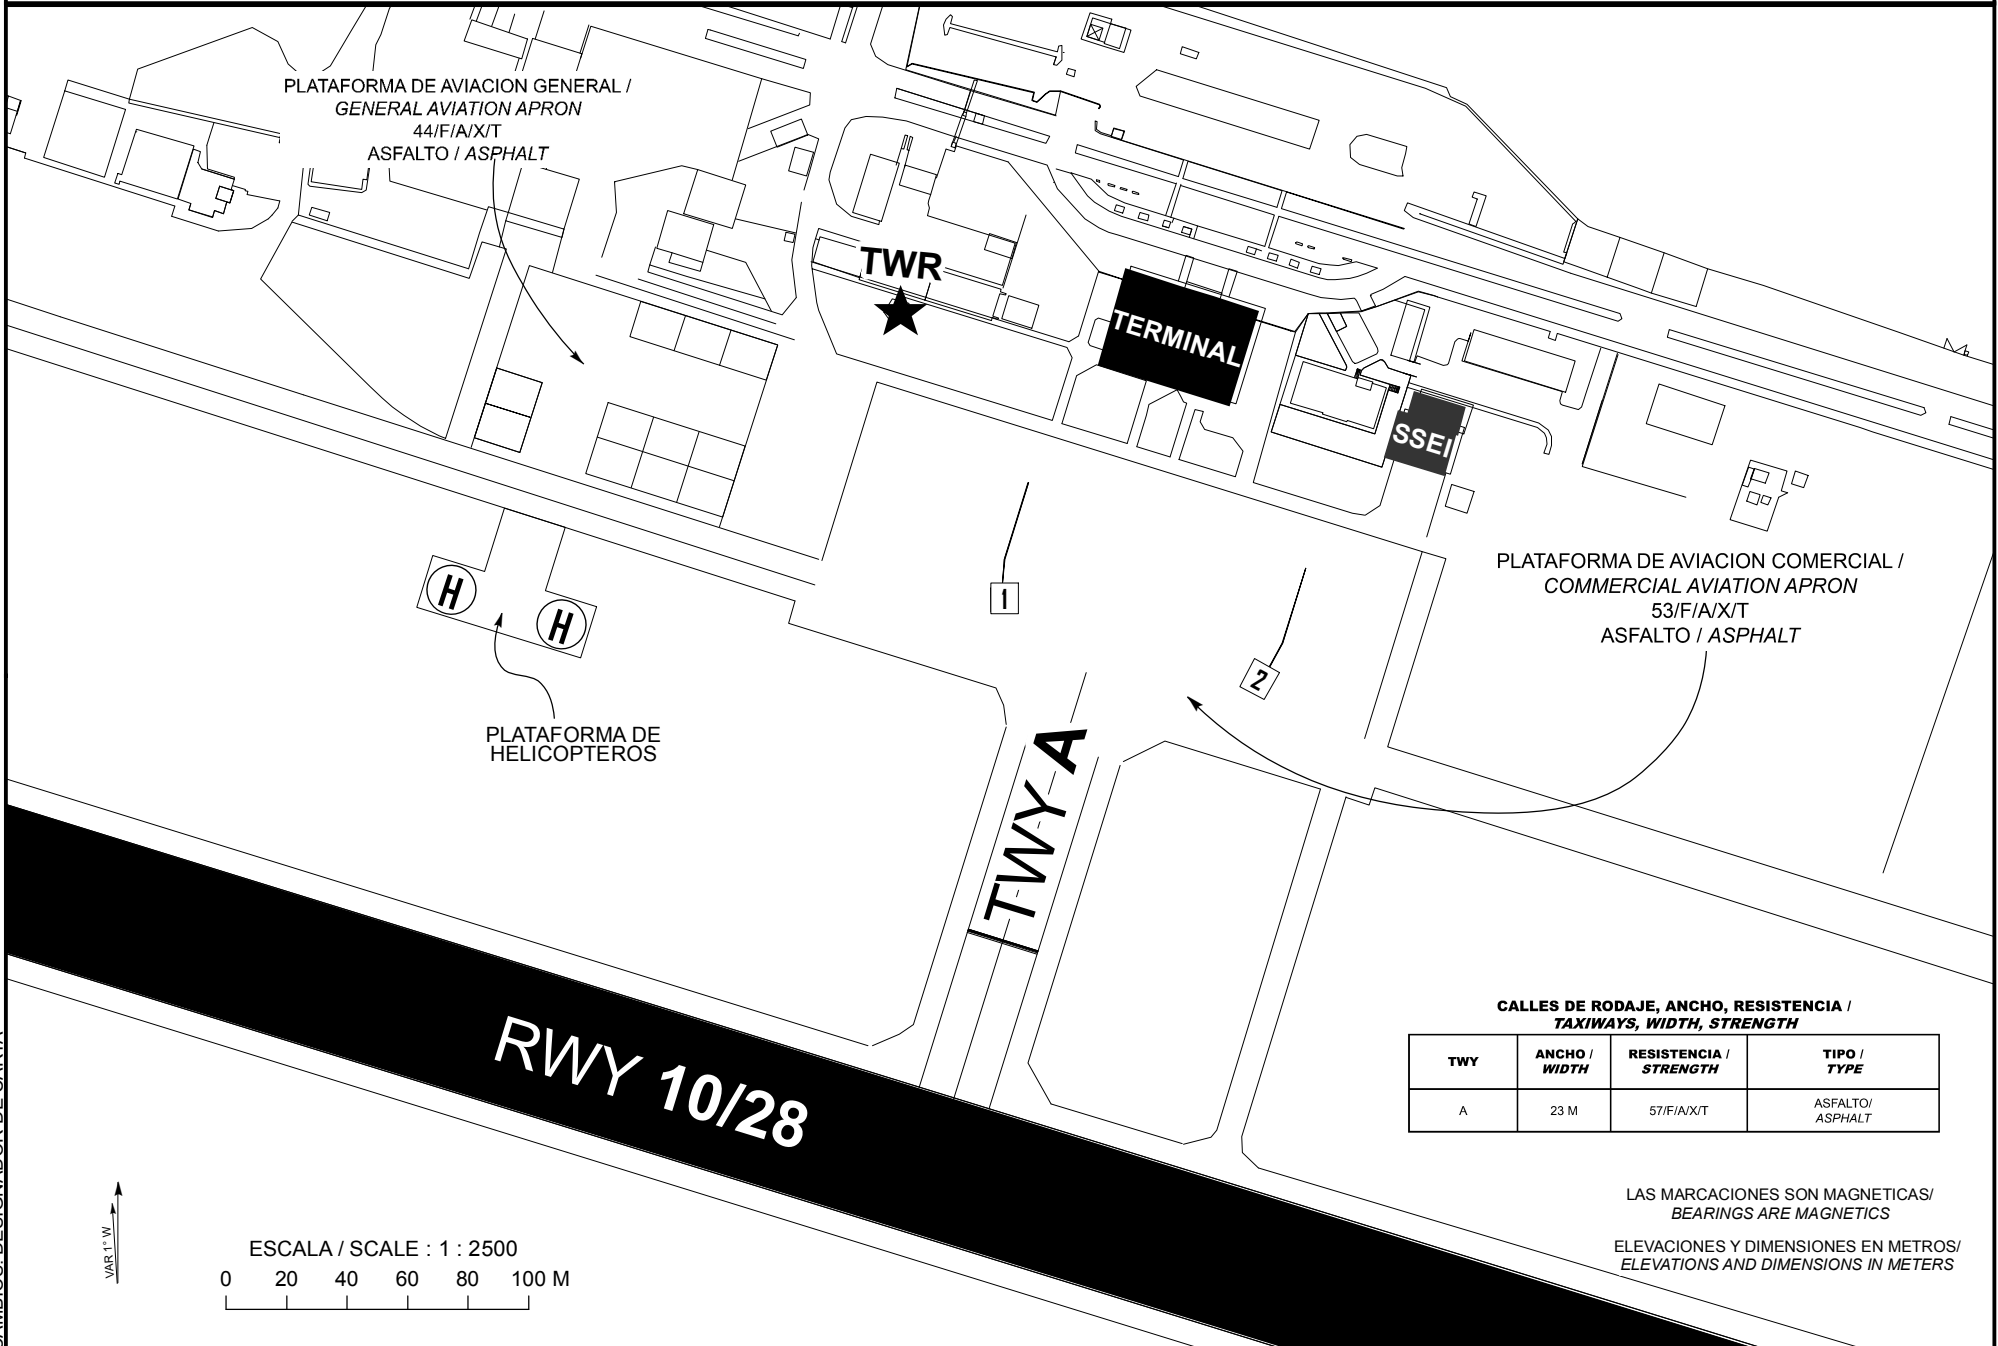 PLATAFORMA DE AVIACION GENERAL /
GENERAL AVIATION APRON
44/F/A/X/T
ASFALTO / ASPHALT
TWR
TERMINAL
SSEI
PLATAFORMA DE AVIACION COMERCIAL /
COMMERCIAL AVIATION APRON
53/F/A/X/T
ASFALTO / ASPHALT
1
2
H
H
PLATAFORMA DE
HELICOPTEROS
TWY A
RWY 10/28
CALLES DE RODAJE, ANCHO, RESISTENCIA /
TAXIWAYS, WIDTH, STRENGTH
TWY
ANCHO /
WIDTH
RESISTENCIA /
STRENGTH
TIPO /
TYPE
A
23 M
57/F/A/X/T
ASFALTO/
ASPHALT
LAS MARCACIONES SON MAGNETICAS/
BEARINGS ARE MAGNETICS
ELEVACIONES Y DIMENSIONES EN METROS/
ELEVATIONS AND DIMENSIONS IN METERS
VAR 1° W
ESCALA / SCALE : 1 : 2500
0 20 40 60 80 100 M